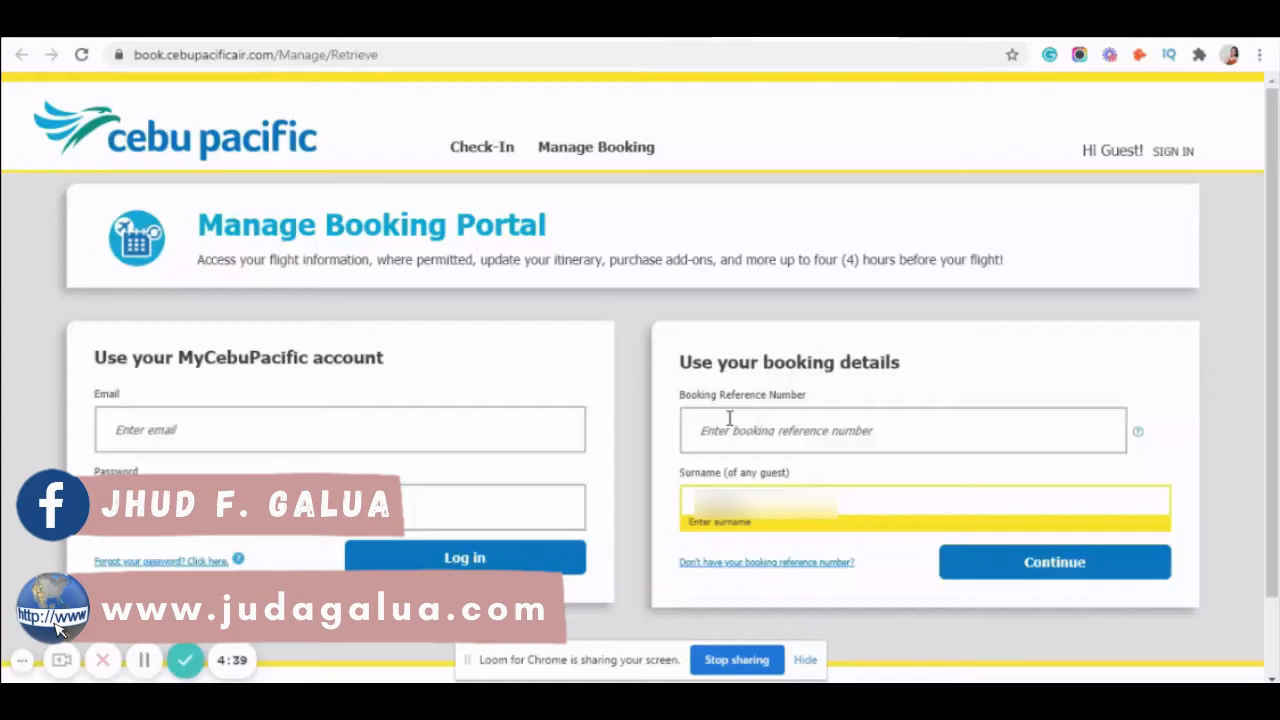 book.cebupacificair.com/Manage/Retrieve
IQ
cebu pacific
Check-In Manage Booking
Hi Guest! SIGN IN
Manage Booking Portal
Access your flight information, where permitted, update your itinerary, purchase add-ons, and more up to four (4) hours before your flight!
Use your MyCebuPacific account
Email
Enter email
Password
Forgot your password? Click here. ?
Log in
Use your booking details
Booking Reference Number
Enter booking reference number
?
Surname (of any guest)
Enter surname
Don't have your booking reference number?
Continue
f JHUD F. GALUA
http://www www.judagalua.com
4:39
Loom for Chrome is sharing your screen. Stop sharing Hide